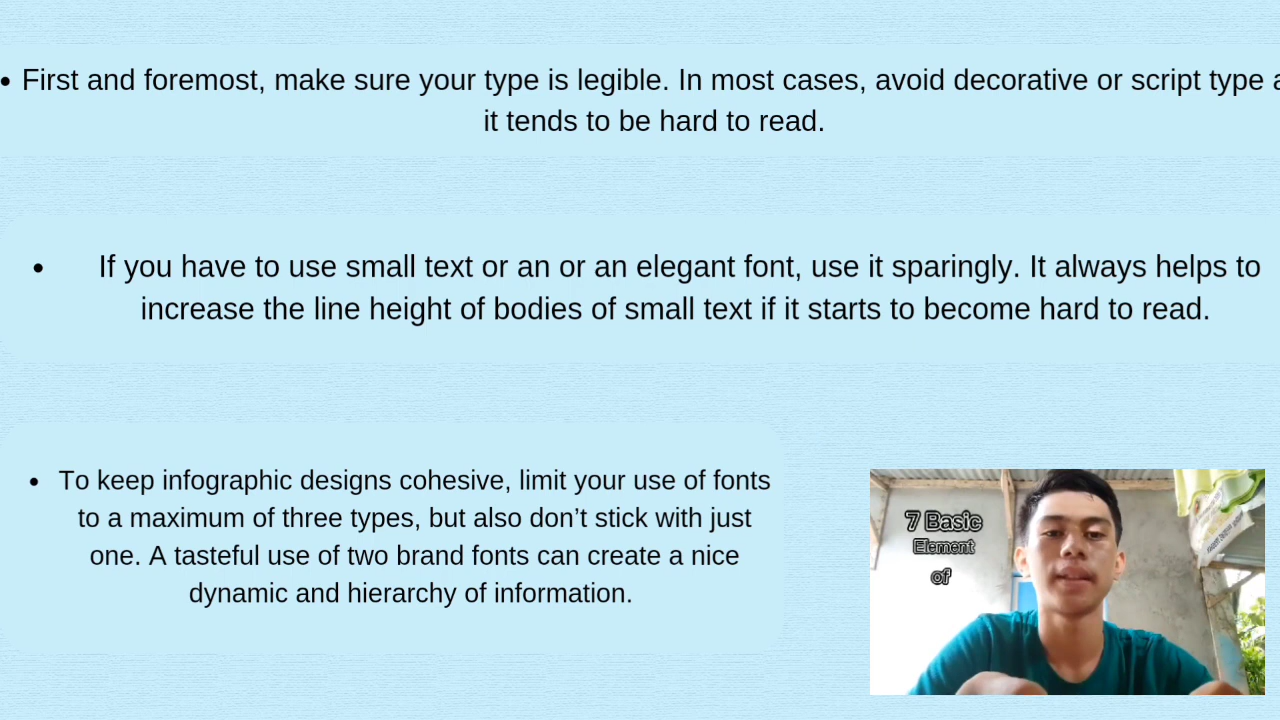 • First and foremost, make sure your type is legible. In most cases, avoid decorative or script type
it tends to be hard to read.
• If you have to use small text or an or an elegant font, use it sparingly. It always helps to
increase the line height of bodies of small text if it starts to become hard to read.
• To keep infographic designs cohesive, limit your use of fonts
to a maximum of three types, but also don’t stick with just
one. A tasteful use of two brand fonts can create a nice
dynamic and hierarchy of information.
7 Basic
Element
of